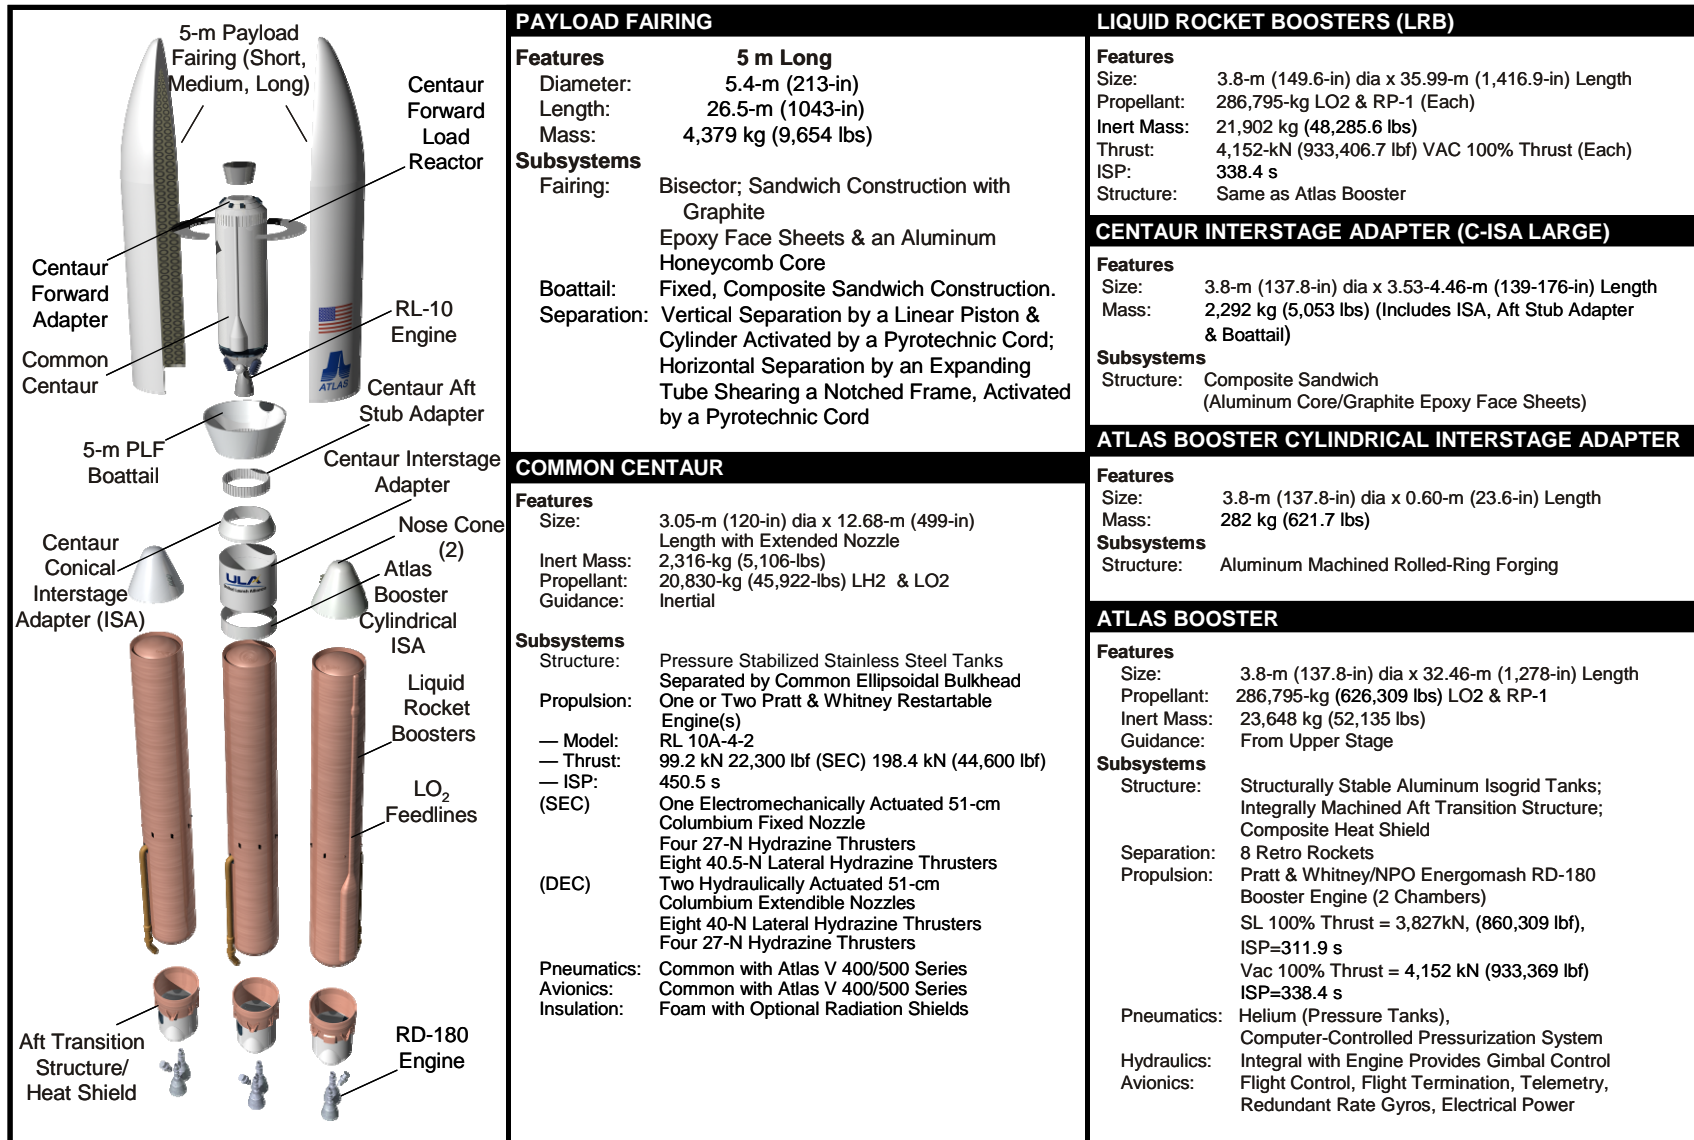 5-m Payload
Fairing (Short,
Medium, Long)
Centaur
Forward
Load
Reactor
Centaur
Forward
Adapter
RL-10
Engine
Common
Centaur
ATLAS
Centaur Aft
Stub Adapter
5-m PLF
Boattail
Centaur Interstage
Adapter
Nose Cone
(2)
Centaur
Conical
Interstage
Adapter (ISA)
ULA
Atlas
Booster
Cylindrical
ISA
Liquid
Rocket
Boosters
LO2
Feedlines
Aft Transition
Structure/
Heat Shield
RD-180
Engine
PAYLOAD FAIRING
Features 5 m Long
Diameter: 5.4-m (213-in)
Length: 26.5-m (1043-in)
Mass: 4,379 kg (9,654 lbs)
Subsystems
Fairing: Bisector; Sandwich Construction with
Graphite
Epoxy Face Sheets & an Aluminum
Honeycomb Core
Boattail: Fixed, Composite Sandwich Construction.
Separation: Vertical Separation by a Linear Piston &
Cylinder Activated by a Pyrotechnic Cord;
Horizontal Separation by an Expanding
Tube Shearing a Notched Frame, Activated
by a Pyrotechnic Cord
COMMON CENTAUR
Features
Size: 3.05-m (120-in) dia x 12.68-m (499-in)
Length with Extended Nozzle
Inert Mass: 2,316-kg (5,106-lbs)
Propellant: 20,830-kg (45,922-lbs) LH2 & LO2
Guidance: Inertial
Subsystems
Structure: Pressure Stabilized Stainless Steel Tanks
Separated by Common Ellipsoidal Bulkhead
Propulsion: One or Two Pratt & Whitney Restartable
Engine(s)
— Model: RL 10A-4-2
— Thrust: 99.2 kN 22,300 lbf (SEC) 198.4 kN (44,600 lbf)
— ISP: 450.5 s
(SEC) One Electromechanically Actuated 51-cm
Columbium Fixed Nozzle
Four 27-N Hydrazine Thrusters
Eight 40.5-N Lateral Hydrazine Thrusters
(DEC) Two Hydraulically Actuated 51-cm
Columbium Extendible Nozzles
Eight 40-N Lateral Hydrazine Thrusters
Four 27-N Hydrazine Thrusters
Pneumatics: Common with Atlas V 400/500 Series
Avionics: Common with Atlas V 400/500 Series
Insulation: Foam with Optional Radiation Shields
LIQUID ROCKET BOOSTERS (LRB)
Features
Size: 3.8-m (149.6-in) dia x 35.99-m (1,416.9-in) Length
Propellant: 286,795-kg LO2 & RP-1 (Each)
Inert Mass: 21,902 kg (48,285.6 lbs)
Thrust: 4,152-kN (933,406.7 lbf) VAC 100% Thrust (Each)
ISP: 338.4 s
Structure: Same as Atlas Booster
CENTAUR INTERSTAGE ADAPTER (C-ISA LARGE)
Features
Size: 3.8-m (137.8-in) dia x 3.53-4.46-m (139-176-in) Length
Mass: 2,292 kg (5,053 lbs) (Includes ISA, Aft Stub Adapter
& Boattail)
Subsystems
Structure: Composite Sandwich
(Aluminum Core/Graphite Epoxy Face Sheets)
ATLAS BOOSTER CYLINDRICAL INTERSTAGE ADAPTER
Features
Size: 3.8-m (137.8-in) dia x 0.60-m (23.6-in) Length
Mass: 282 kg (621.7 lbs)
Subsystems
Structure: Aluminum Machined Rolled-Ring Forging
ATLAS BOOSTER
Features
Size: 3.8-m (137.8-in) dia x 32.46-m (1,278-in) Length
Propellant: 286,795-kg (626,309 lbs) LO2 & RP-1
Inert Mass: 23,648 kg (52,135 lbs)
Guidance: From Upper Stage
Subsystems
Structure: Structurally Stable Aluminum Isogrid Tanks;
Integrally Machined Aft Transition Structure;
Composite Heat Shield
Separation: 8 Retro Rockets
Propulsion: Pratt & Whitney/NPO Energomash RD-180
Booster Engine (2 Chambers)
SL 100% Thrust = 3,827kN, (860,309 lbf),
ISP=311.9 s
Vac 100% Thrust = 4,152 kN (933,369 lbf)
ISP=338.4 s
Pneumatics: Helium (Pressure Tanks),
Computer-Controlled Pressurization System
Hydraulics: Integral with Engine Provides Gimbal Control
Avionics: Flight Control, Flight Termination, Telemetry,
Redundant Rate Gyros, Electrical Power